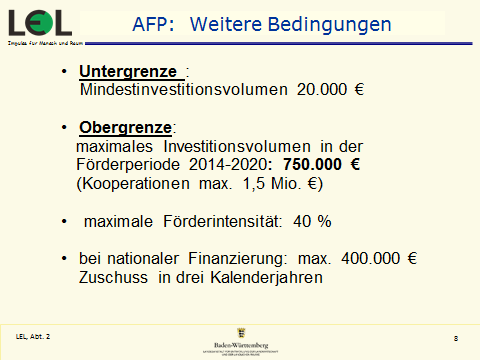 LEL
Impulse für Mensch und Raum
AFP: Weitere Bedingungen
• Untergrenze :
Mindestinvestitionsvolumen 20.000 €
• Obergrenze:
maximales Investitionsvolumen in der
Förderperiode 2014-2020: 750.000 €
(Kooperationen max. 1,5 Mio. €)
• maximale Förderintensität: 40 %
• bei nationaler Finanzierung: max. 400.000 €
Zuschuss in drei Kalenderjahren
LEL, Abt. 2
Baden-Württemberg
8